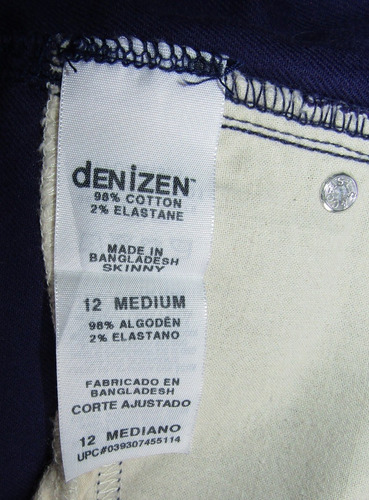 dENiZEN™
98% COTTON
2% ELASTANE
MADE IN
BANGLADESH
SKINNY
12 MEDIUM
98% ALGODÊN
2% ELASTANO
FABRICADO EN
BANGLADESH
CORTE AJUSTADO
12 MEDIANO
UPC#039307455114